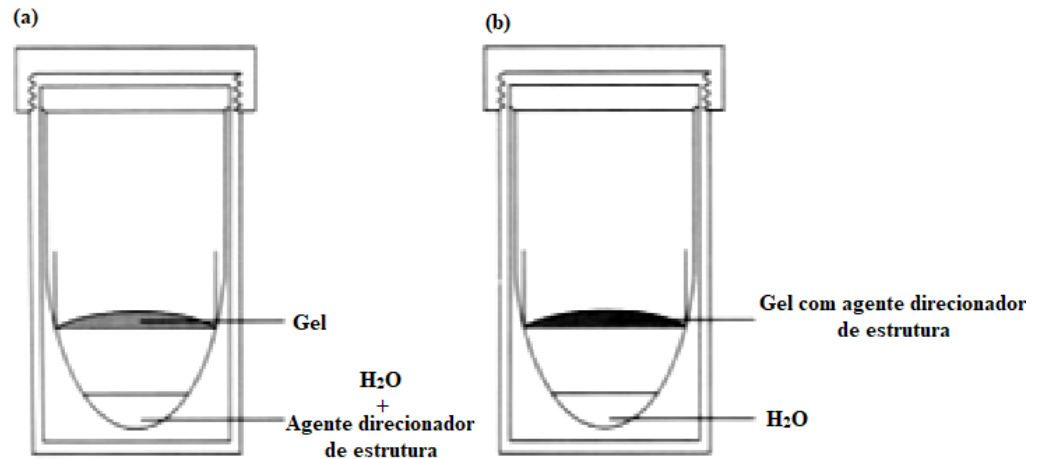 (a)
Gel
H₂O
+
Agente direcionador
de estrutura
(b)
Gel com agente direcionador
de estrutura
H₂O